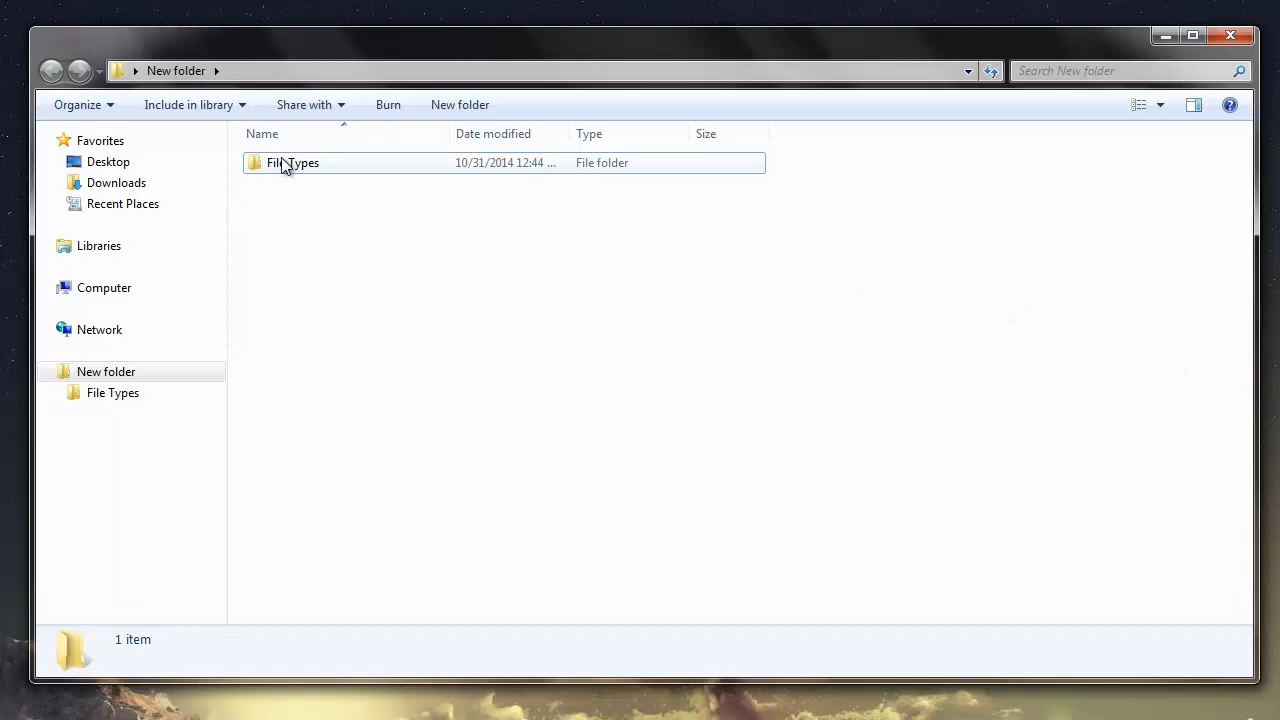 New folder
Search New folder
Organize Include in library Share with Burn New folder
Name Date modified Type Size
File Types 10/31/2014 12:44 ... File folder
Favorites
Desktop
Downloads
Recent Places
Libraries
Computer
Network
New folder
File Types
1 item